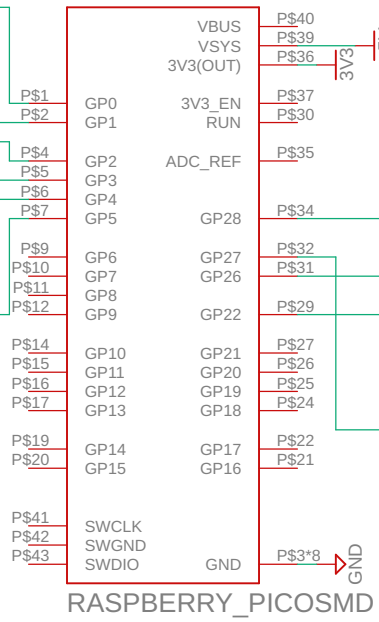 P$1 GP0
P$2 GP1
P$4 GP2
P$5 GP3
P$6 GP4
P$7 GP5
P$9 GP6
P$10 GP7
P$11 GP8
P$12 GP9
P$14 GP10
P$15 GP11
P$16 GP12
P$17 GP13
P$19 GP14
P$20 GP15
P$41 SWCLK
P$42 SWGND
P$43 SWDIO
VBUS P$40
VSYS P$39
3V3(OUT) P$36
3V3
3V3_EN P$37
RUN P$30
ADC_REF P$35
GP28 P$34
GP27 P$32
GP26 P$31
GP22 P$29
GP21 P$27
GP20 P$26
GP19 P$25
GP18 P$24
GP17 P$22
GP16 P$21
GND P$3*8
GND
RASPBERRY_PICOSMD